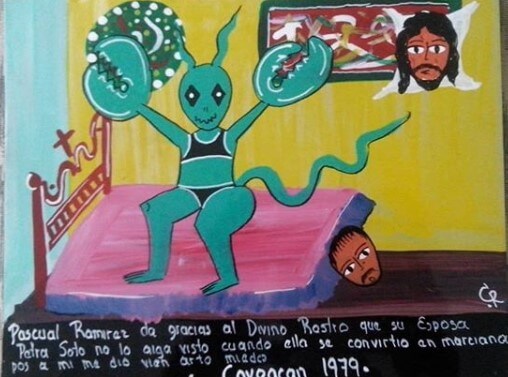 Pascual Ramirez da gracias al Divino Rostro que su Esposa
Petra Soto no lo aiga visto cuando ella se convirtio en marciana
pos a mi me dió vien arto miedo
Coyoacan 1979.
CR